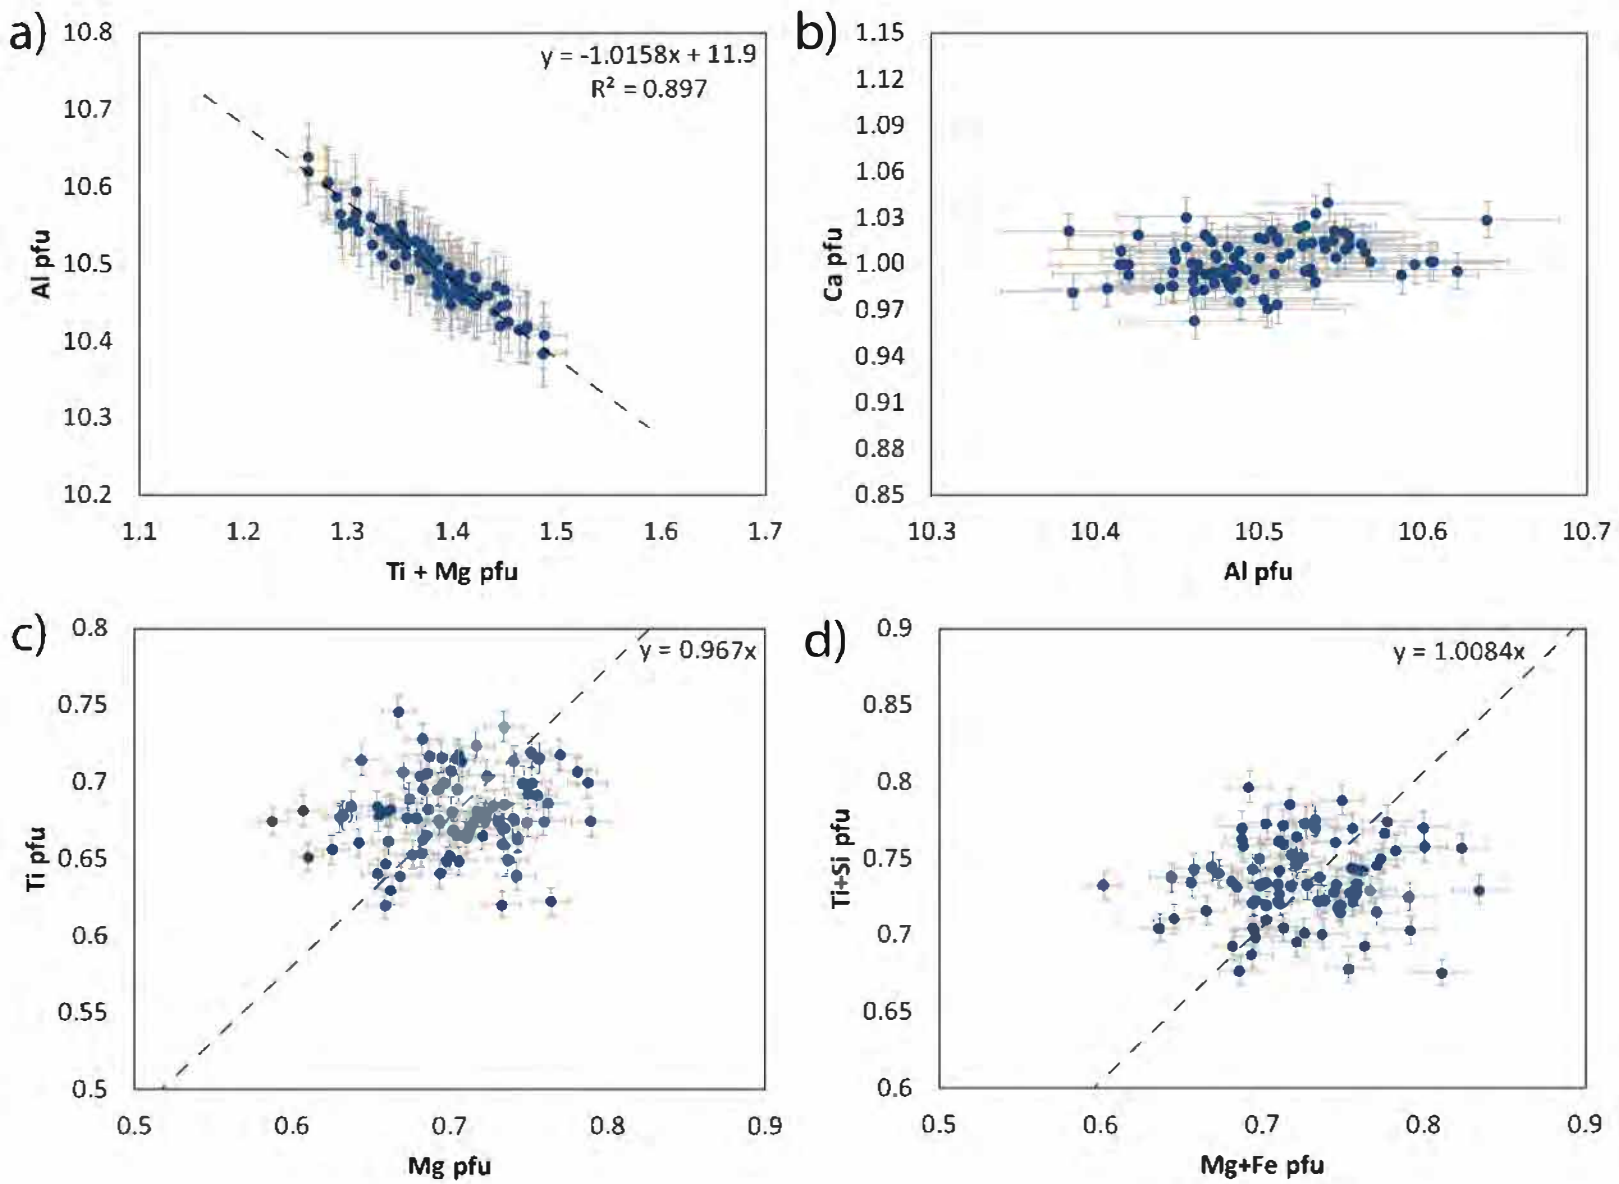 a)
10.8
10.7
10.6
10.5
10.4
10.3
10.2
Al pfu
y = -1.0158x + 11.9
R² = 0.897
1.1 1.2 1.3 1.4 1.5 1.6 1.7
Ti + Mg pfu
b)
1.15
1.12
1.09
1.06
1.03
1.00
0.97
0.94
0.91
0.88
0.85
Ca pfu
10.3 10.4 10.5 10.6 10.7
Al pfu
c)
0.8
0.75
0.7
0.65
0.6
0.55
0.5
Ti pfu
y = 0.967x
0.5 0.6 0.7 0.8 0.9
Mg pfu
d)
0.9
0.85
0.8
0.75
0.7
0.65
0.6
Ti+Si pfu
y = 1.0084x
0.5 0.6 0.7 0.8 0.9
Mg+Fe pfu